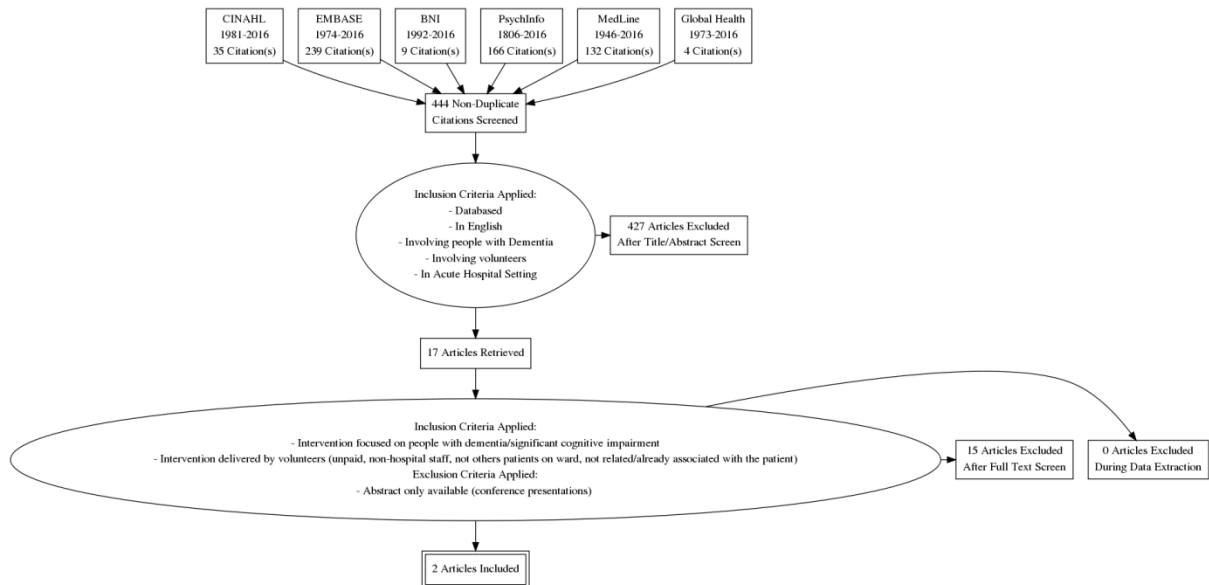 CINAHL
1981-2016
35 Citation(s)
EMBASE
1974-2016
239 Citation(s)
BNI
1992-2016
9 Citation(s)
PsychInfo
1806-2016
166 Citation(s)
MedLine
1946-2016
132 Citation(s)
Global Health
1973-2016
4 Citation(s)
444 Non-Duplicate
Citations Screened
Inclusion Criteria Applied:
- Databased
- In English
- Involving people with Dementia
- Involving volunteers
- In Acute Hospital Setting
427 Articles Excluded
After Title/Abstract Screen
17 Articles Retrieved
Inclusion Criteria Applied:
- Intervention focused on people with dementia/significant cognitive impairment
- Intervention delivered by volunteers (unpaid, non-hospital staff, not others patients on ward, not related/already associated with the patient)
Exclusion Criteria Applied:
- Abstract only available (conference presentations)
15 Articles Excluded
After Full Text Screen
0 Articles Excluded
During Data Extraction
2 Articles Included